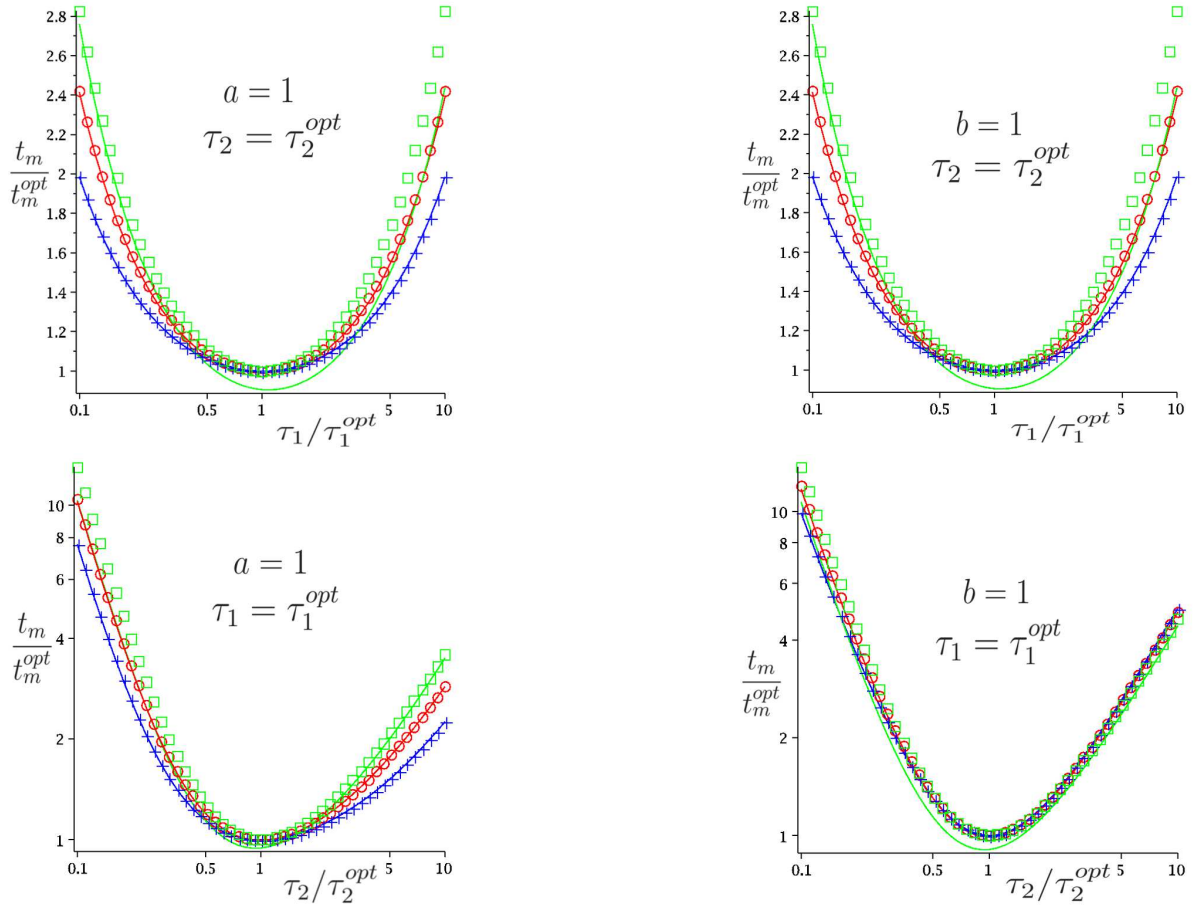 2.8
2.6
2.4
2.2
2
1.8
1.6
1.4
1.2
1
t_m / t_m^{opt}
a = 1
τ_2 = τ_2^{opt}
0.1 0.5 1 5 10
τ_1/τ_1^{opt}
2.8
2.6
2.4
2.2
2
1.8
1.6
1.4
1.2
1
t_m / t_m^{opt}
b = 1
τ_2 = τ_2^{opt}
0.1 0.5 1 5 10
τ_1/τ_1^{opt}
10
8
6
4
2
1
t_m / t_m^{opt}
a = 1
τ_1 = τ_1^{opt}
0.1 0.5 1 5 10
τ_2/τ_2^{opt}
10
8
6
4
2
1
t_m / t_m^{opt}
b = 1
τ_1 = τ_1^{opt}
0.1 0.5 1 5 10
τ_2/τ_2^{opt}